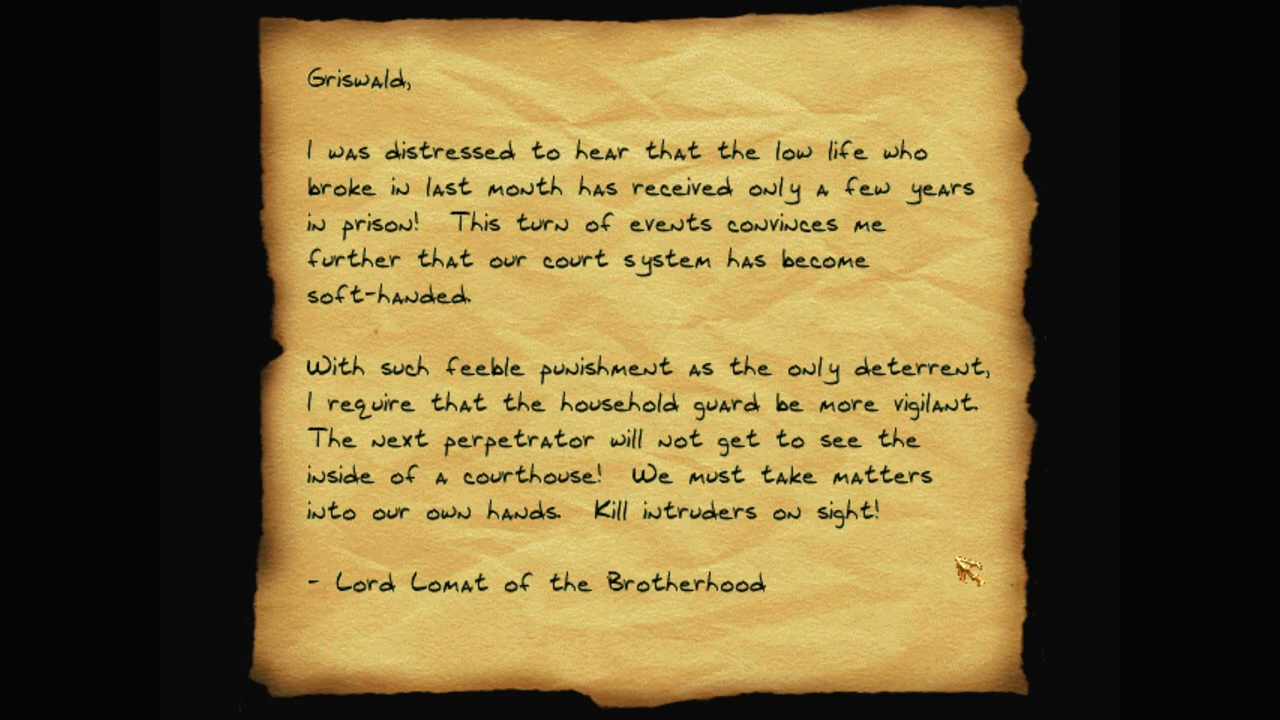 Griswald,
I was distressed to hear that the low life who
broke in last month has received only a few years
in prison!  This turn of events convinces me
further that our court system has become
soft-handed.
With such feeble punishment as the only deterrent,
I require that the household guard be more vigilant.
The next perpetrator will not get to see the
inside of a courthouse!  We must take matters
into our own hands.  Kill intruders on sight!
- Lord Lomat of the Brotherhood